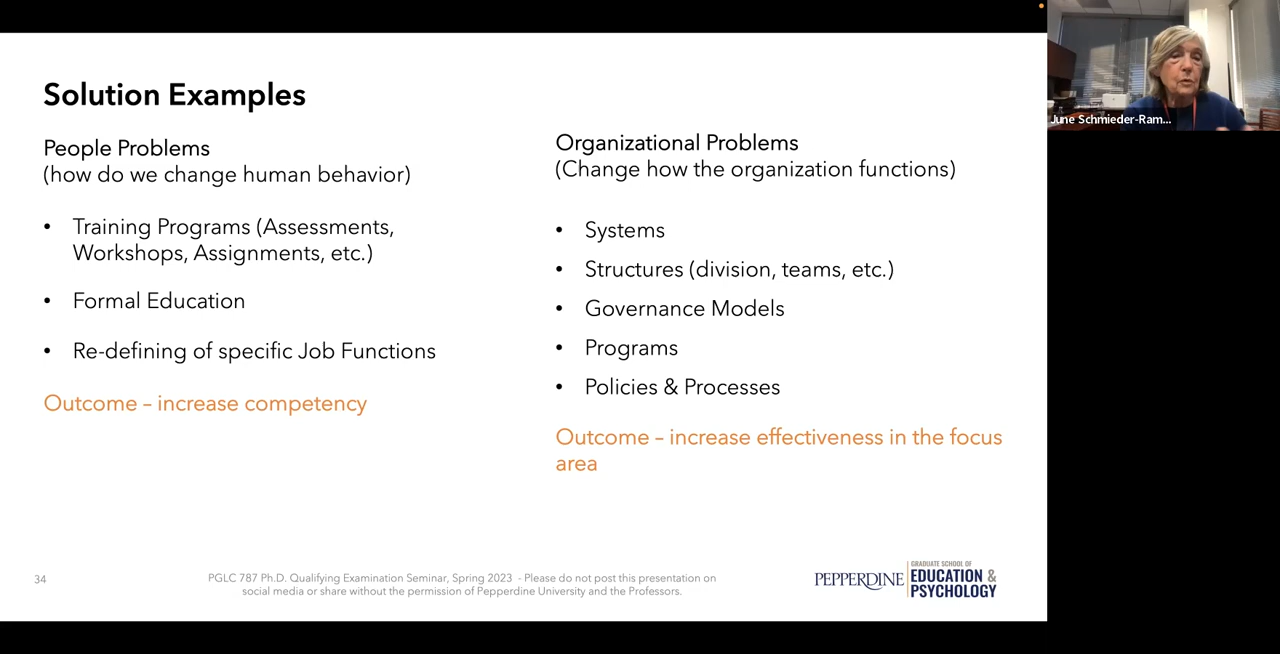 Solution Examples
People Problems
(how do we change human behavior)
• Training Programs (Assessments,
Workshops, Assignments, etc.)
• Formal Education
• Re-defining of specific Job Functions
Outcome – increase competency
Organizational Problems
(Change how the organization functions)
• Systems
• Structures (division, teams, etc.)
• Governance Models
• Programs
• Policies & Processes
Outcome – increase effectiveness in the focus
area
34
PGLC 787 Ph.D. Qualifying Examination Seminar, Spring 2023 - Please do not post this presentation on
social media or share without the permission of Pepperdine University and the Professors.
PEPPERDINE
GRADUATE SCHOOL OF
EDUCATION &
PSYCHOLOGY
June Schmieder-Ram...